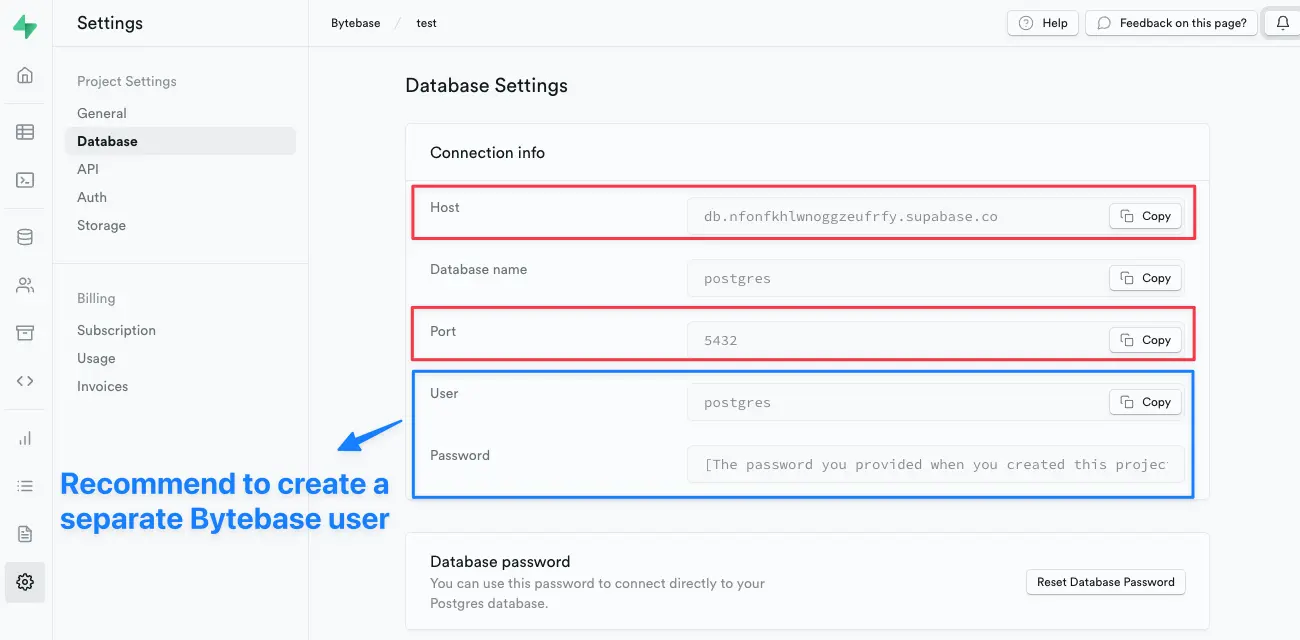 Settings
Bytebase / test
Help
Feedback on this page?
Project Settings
General
Database
API
Auth
Storage
Billing
Subscription
Usage
Invoices
Recommend to create a
separate Bytebase user
Database Settings
Connection info
Host
db.nfonfkhlwnoggzeufrfy.supabase.co
Copy
Database name
postgres
Copy
Port
5432
Copy
User
postgres
Copy
Password
[The password you provided when you created this projec
Database password
You can use this password to connect directly to your
Postgres database.
Reset Database Password